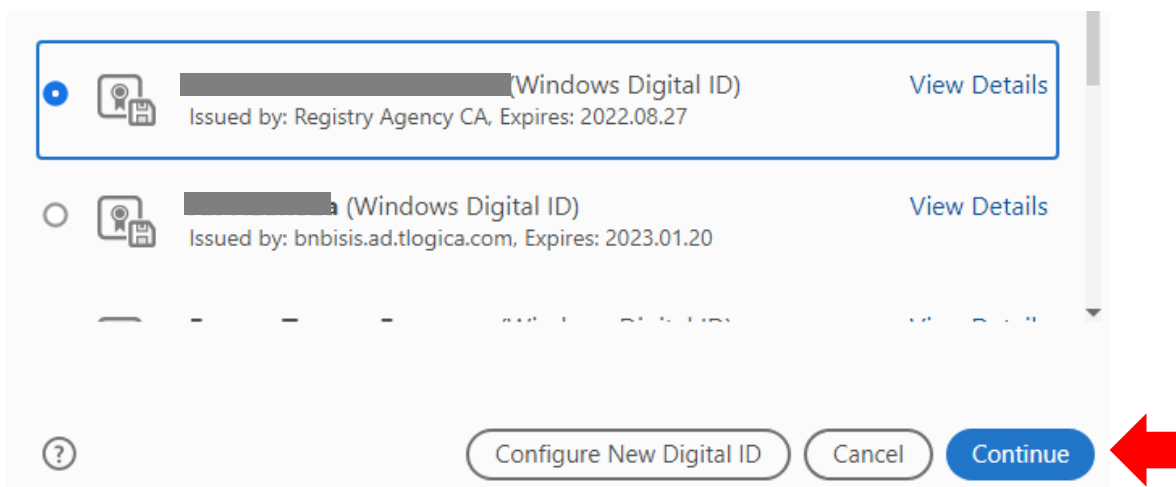 (Windows Digital ID)
View Details
Issued by: Registry Agency CA, Expires: 2022.08.27
a (Windows Digital ID)
View Details
Issued by: bnbisis.ad.tlogica.com, Expires: 2023.01.20
?
Configure New Digital ID
Cancel
Continue